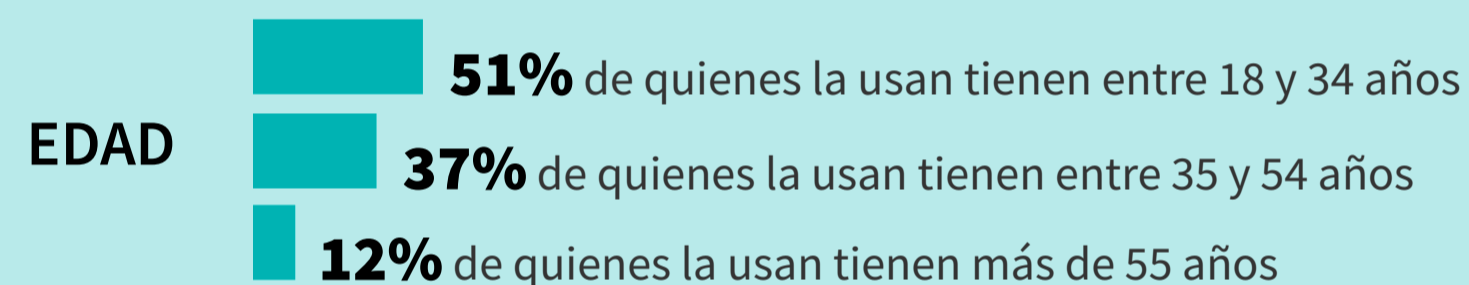 51% de quienes la usan tienen entre 18 y 34 años
EDAD
37% de quienes la usan tienen entre 35 y 54 años
12% de quienes la usan tienen más de 55 años